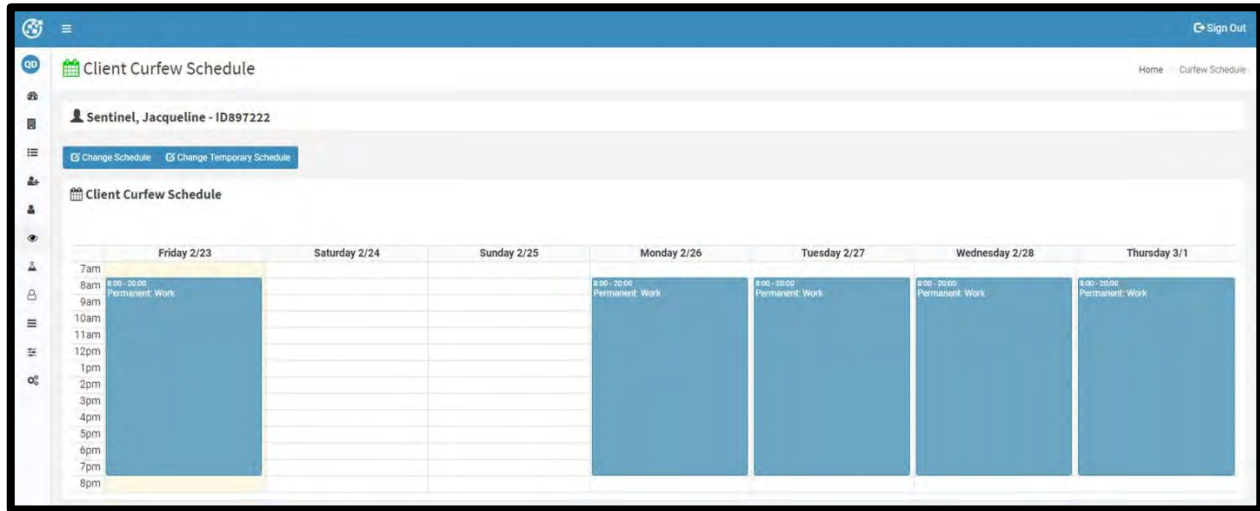 Sign Out
QD
Client Curfew Schedule
Home Curfew Schedule
Sentinel, Jacqueline - ID897222
Change Schedule Change Temporary Schedule
Client Curfew Schedule
Friday 2/23 Saturday 2/24 Sunday 2/25 Monday 2/26 Tuesday 2/27 Wednesday 2/28 Thursday 3/1
7am
8am 8:00 - 20:00 8:00 - 20:00 8:00 - 20:00 8:00 - 20:00 8:00 - 20:00
Permanent: Work Permanent: Work Permanent: Work Permanent: Work Permanent: Work
9am
10am
11am
12pm
1pm
2pm
3pm
4pm
5pm
6pm
7pm
8pm